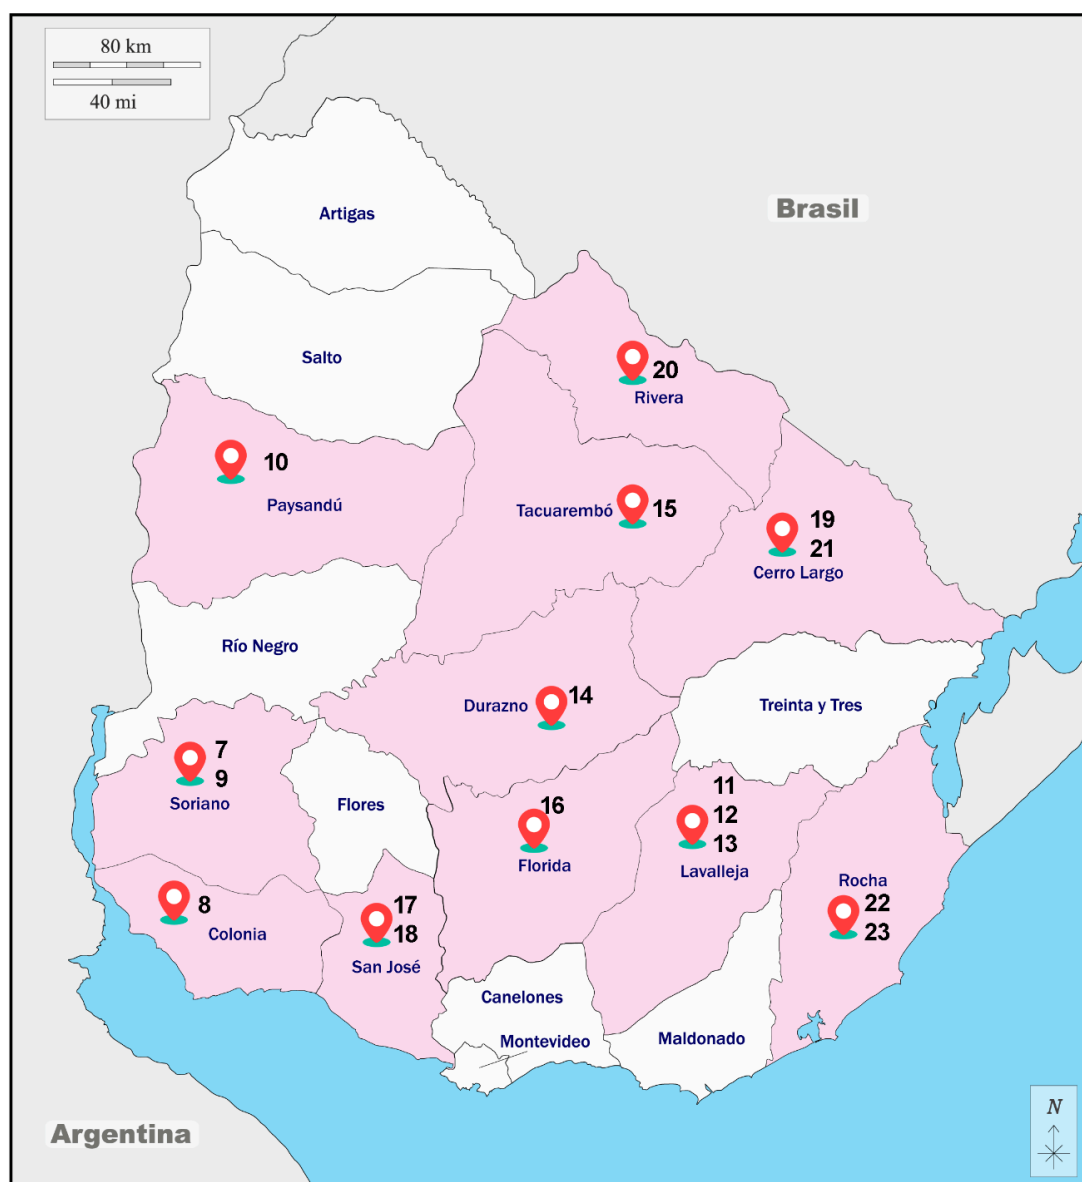 80 km
40 mi
Artigas
Brasil
Salto
20
Rivera
10
Paysandú
Tacuarembó
15
19
21
Cerro Largo
Río Negro
14
Durazno
Treinta y Tres
7
9
Soriano
Flores
16
Florida
11
12
13
Lavalleja
Rocha
22
23
8
Colonia
17
18
San José
Canelones
Montevideo
Maldonado
Argentina
N